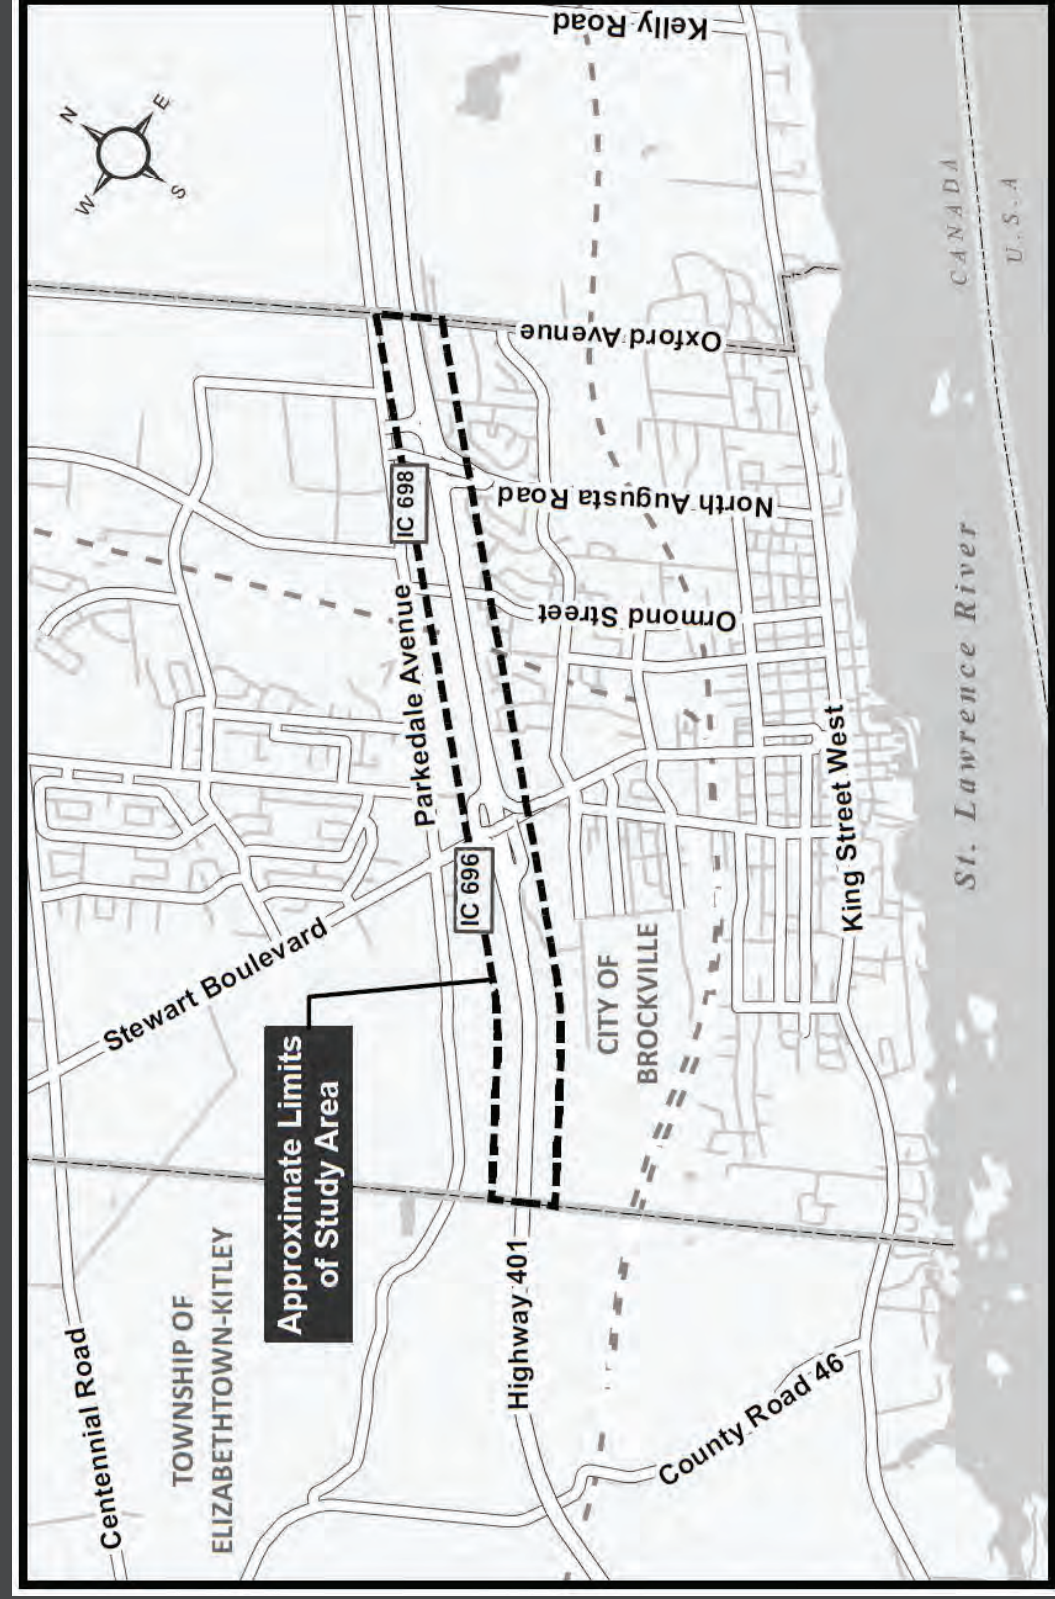 N
E
S
W
Kelly Road
CANADA
U.S.A
Oxford Avenue
North Augusta Road
IC 698
Ormond Street
Parkedale Avenue
St. Lawrence River
King Street West
IC 696
CITY OF
BROCKVILLE
Stewart Boulevard
Approximate Limits
of Study Area
TOWNSHIP OF
ELIZABETHTOWN-KITLEY
Highway 401
County Road 46
Centennial Road